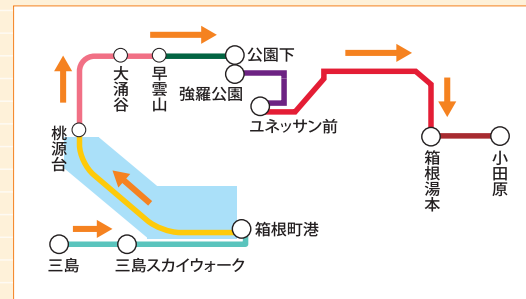 公園下
大涌谷
早雲山
強羅公園
ユネッサン前
桃源台
箱根湯本
小田原
箱根町港
三島
三島スカイウォーク